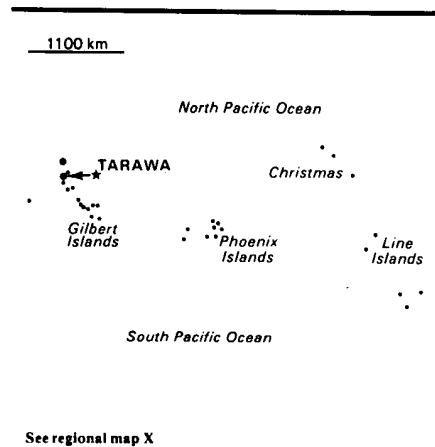 1100 km
North Pacific Ocean
TARAWA
Christmas
Gilbert
Islands
Phoenix
Islands
Line
Islands
South Pacific Ocean
See regional map X